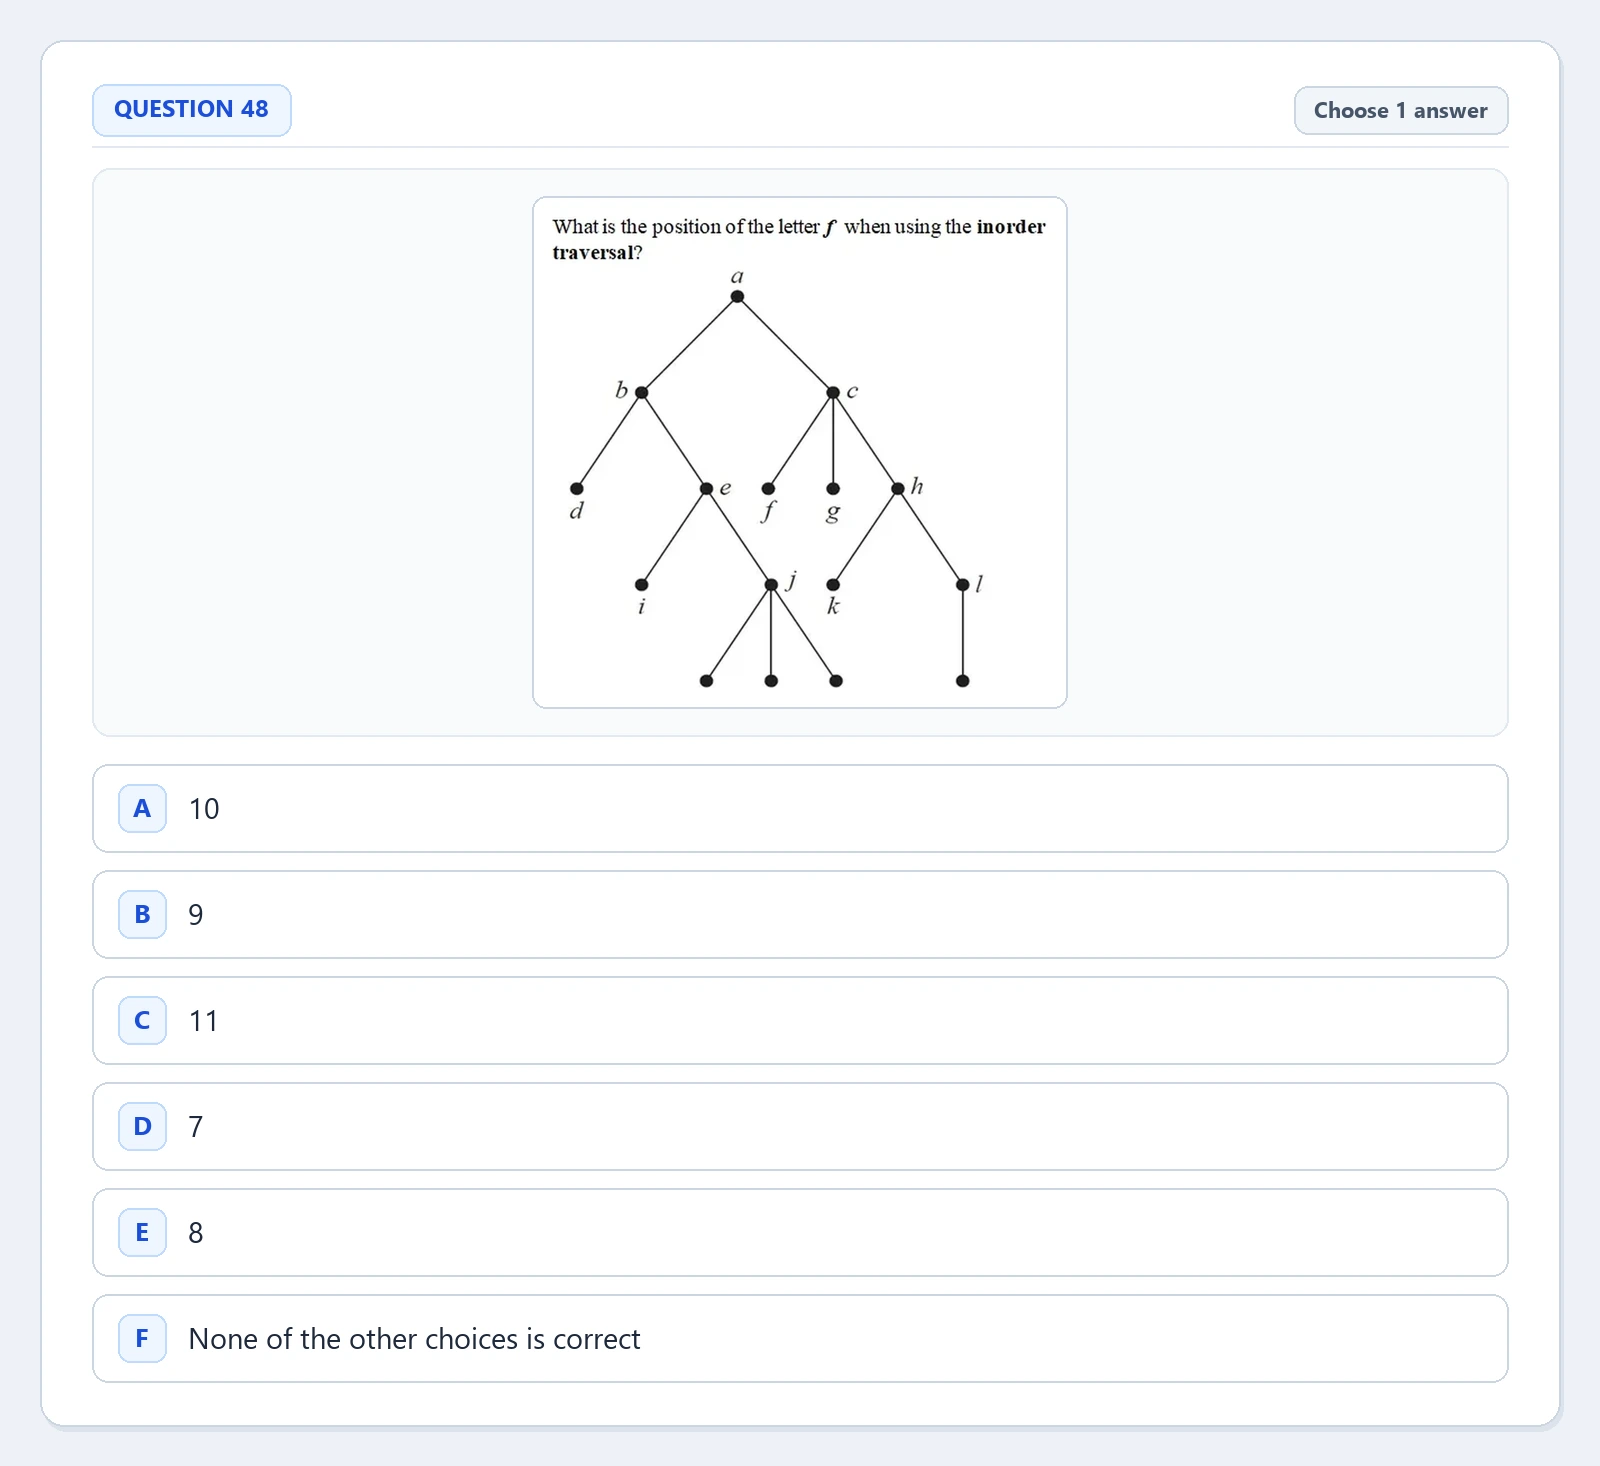 QUESTION 48
Choose 1 answer
What is the position of the letter f when using the inorder
traversal?
a
b
c
d
e
f
g
h
i
j
k
l
A 10
B 9
C 11
D 7
E 8
F None of the other choices is correct